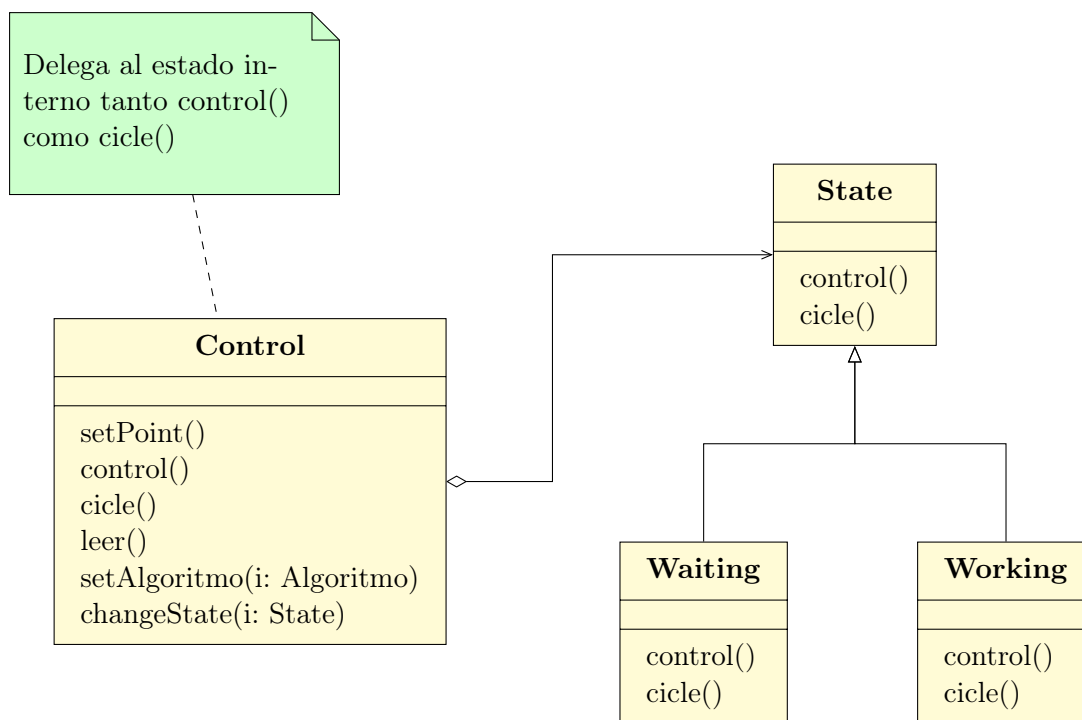 Delega al estado in-
terno tanto control()
como cicle()
State
control()
cicle()
Control
setPoint()
control()
cicle()
leer()
setAlgoritmo(i: Algoritmo)
changeState(i: State)
Waiting
control()
cicle()
Working
control()
cicle()